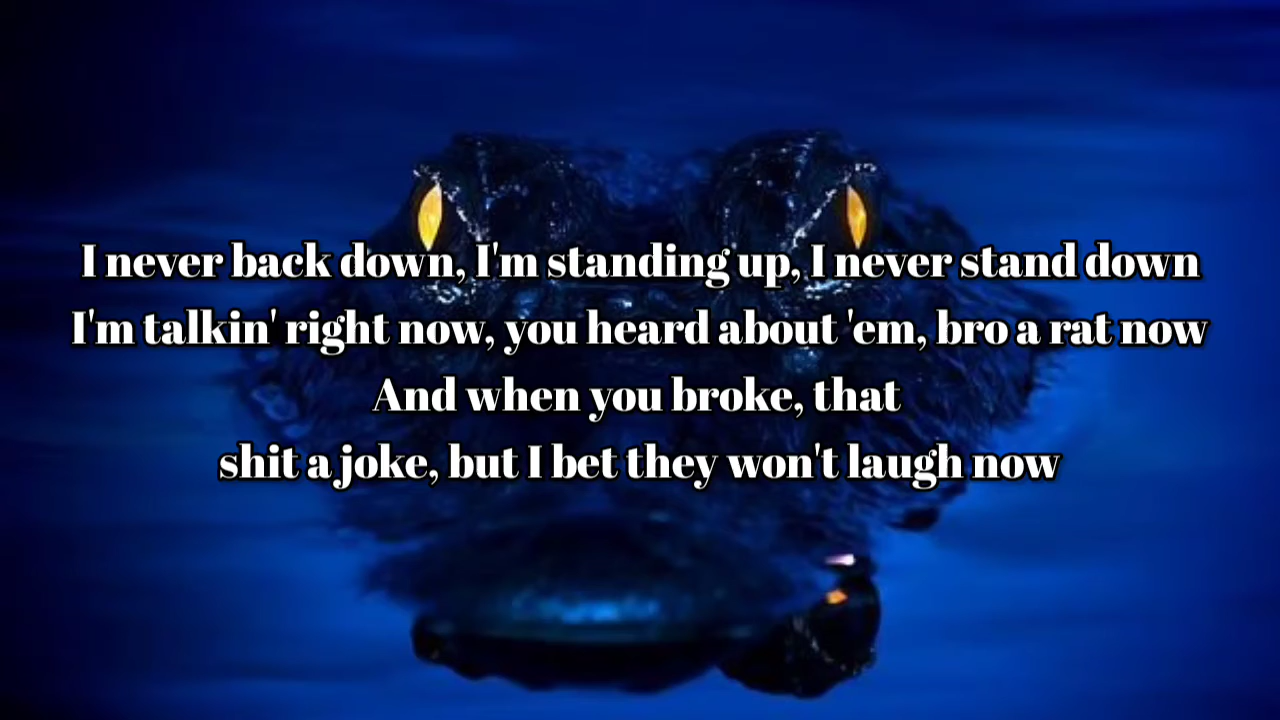 I never back down, I'm standing up, I never stand down
I'm talkin' right now, you heard about 'em, bro a rat now
And when you broke, that
shit a joke, but I bet they won't laugh now